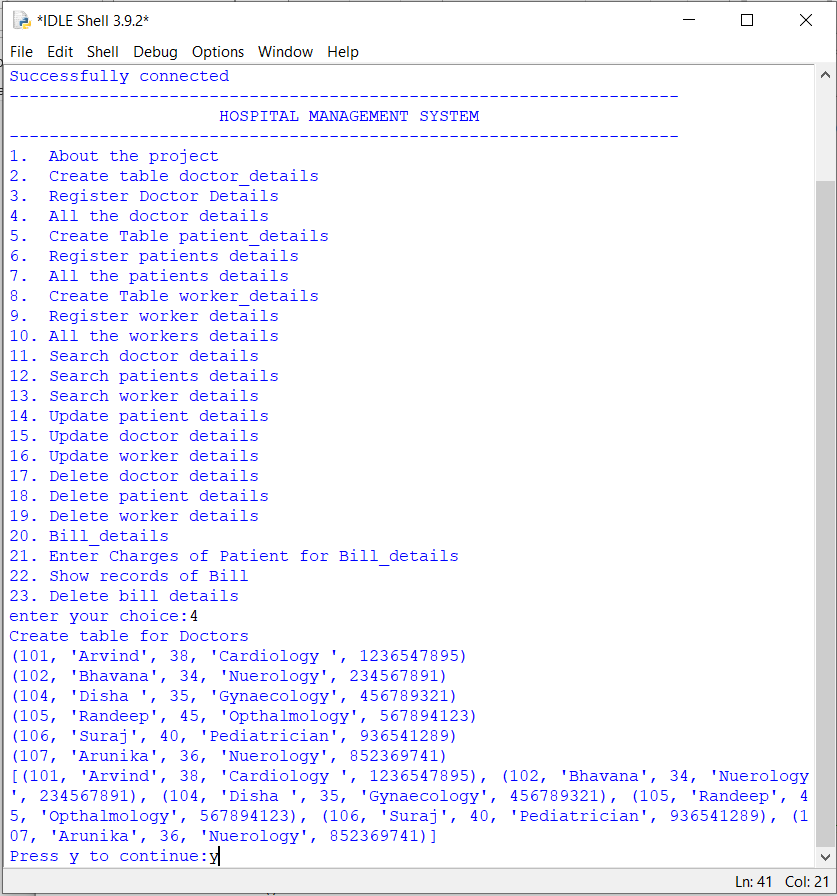 *IDLE Shell 3.9.2*
File Edit Shell Debug Options Window Help
Successfully connected
-------------------------------------------------------------------
HOSPITAL MANAGEMENT SYSTEM
-------------------------------------------------------------------
1.  About the project
2.  Create table doctor_details
3.  Register Doctor Details
4.  All the doctor details
5.  Create Table patient_details
6.  Register patients details
7.  All the patients details
8.  Create Table worker_details
9.  Register worker details
10. All the workers details
11. Search doctor details
12. Search patients details
13. Search worker details
14. Update patient details
15. Update doctor details
16. Update worker details
17. Delete doctor details
18. Delete patient details
19. Delete worker details
20. Bill_details
21. Enter Charges of Patient for Bill_details
22. Show records of Bill
23. Delete bill details
enter your choice:4
Create table for Doctors
(101, 'Arvind', 38, 'Cardiology ', 1236547895)
(102, 'Bhavana', 34, 'Nuerology', 234567891)
(104, 'Disha ', 35, 'Gynaecology', 456789321)
(105, 'Randeep', 45, 'Opthalmology', 567894123)
(106, 'Suraj', 40, 'Pediatrician', 936541289)
(107, 'Arunika', 36, 'Nuerology', 852369741)
[(101, 'Arvind', 38, 'Cardiology ', 1236547895), (102, 'Bhavana', 34, 'Nuerology
', 234567891), (104, 'Disha ', 35, 'Gynaecology', 456789321), (105, 'Randeep', 4
5, 'Opthalmology', 567894123), (106, 'Suraj', 40, 'Pediatrician', 936541289), (1
07, 'Arunika', 36, 'Nuerology', 852369741)]
Press y to continue:y
Ln: 41 Col: 21